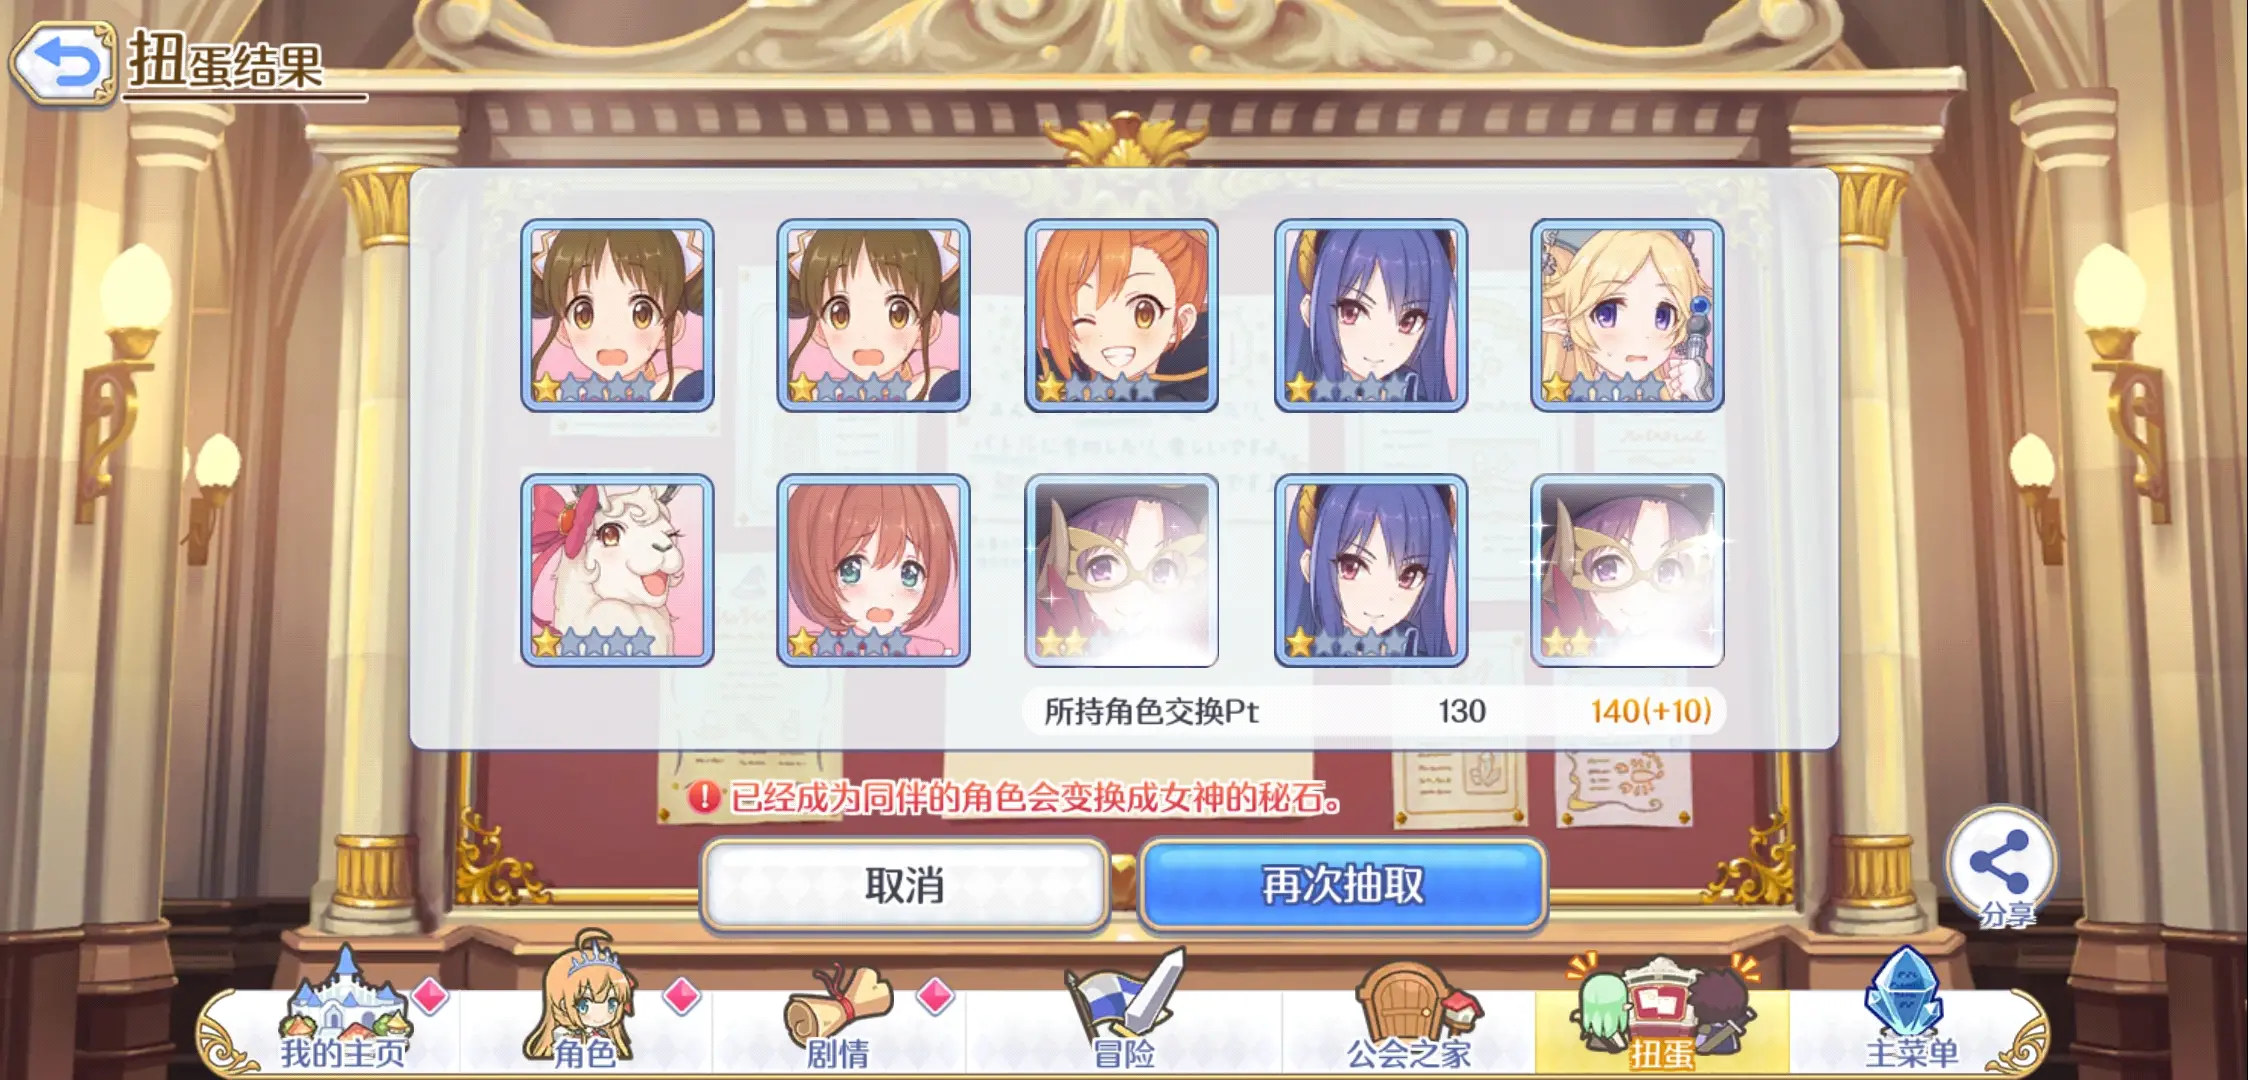 扭蛋结果
所持角色交换Pt 130 140(+10)
已经成为同伴的角色会变换成女神的秘石。
取消 再次抽取
分享
我的主页 角色 剧情 冒险 公会之家 扭蛋 主菜单